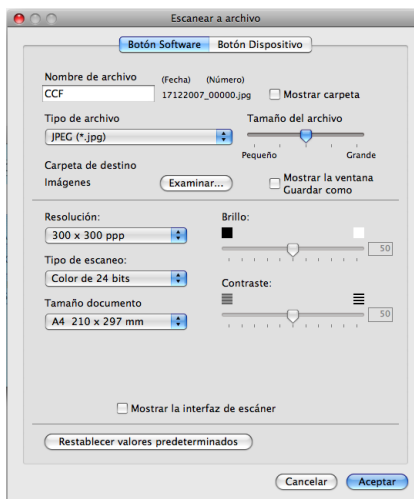 Escanear a archivo
Botón Software Botón Dispositivo
Nombre de archivo (Fecha) (Número)
CCF 17122007_00000.jpg Mostrar carpeta
Tipo de archivo Tamaño del archivo
JPEG (*.jpg)
Pequeño Grande
Carpeta de destino
Imágenes Examinar... Mostrar la ventana
Guardar como
Resolución: Brillo:
300 x 300 ppp
50
Tipo de escaneo:
Color de 24 bits
Contraste:
Tamaño documento
A4 210 x 297 mm 50
Mostrar la interfaz de escáner
Restablecer valores predeterminados
Cancelar Aceptar